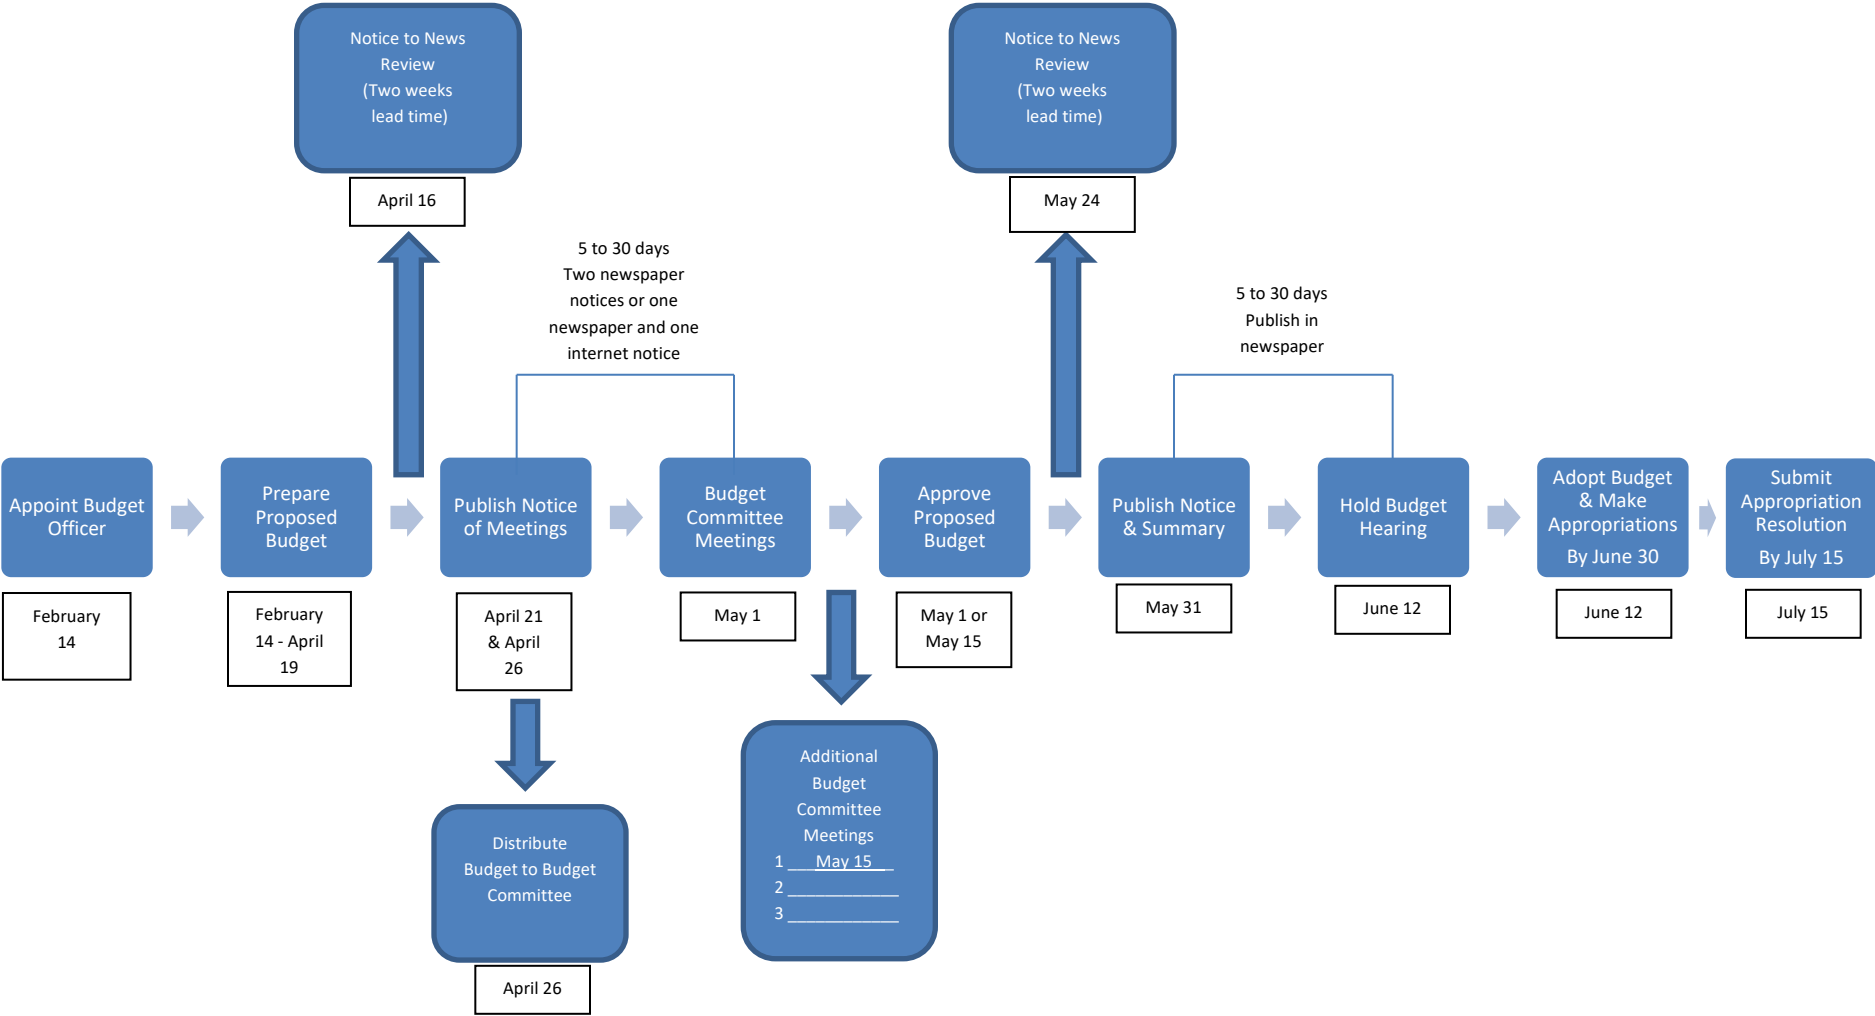 Notice to News
Review
(Two weeks
lead time)
April 16
Notice to News
Review
(Two weeks
lead time)
May 24
5 to 30 days
Two newspaper
notices or one
newspaper and one
internet notice
5 to 30 days
Publish in
newspaper
Appoint Budget
Officer
February
14
Prepare
Proposed
Budget
February
14 - April
19
Publish Notice
of Meetings
April 21
& April
26
Budget
Committee
Meetings
May 1
Approve
Proposed
Budget
May 1 or
May 15
Publish Notice
& Summary
May 31
Hold Budget
Hearing
June 12
Adopt Budget
& Make
Appropriations
By June 30
June 12
Submit
Appropriation
Resolution
By July 15
July 15
Distribute
Budget to Budget
Committee
April 26
Additional
Budget
Committee
Meetings
1 ___May 15_
2 ____________
3 ____________